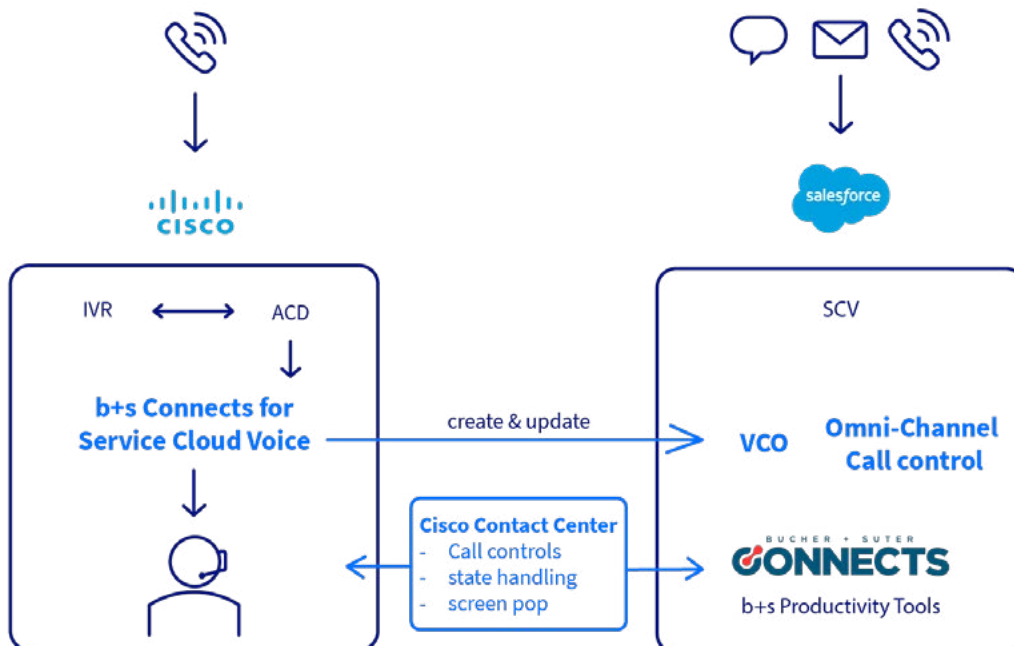 CISCO
salesforce
IVR
ACD
SCV
b+s Connects for
Service Cloud Voice
create & update
VCO
Omni-Channel
Call control
Cisco Contact Center
- Call controls
- state handling
- screen pop
BUCHER + SUTER
CONNECTS
b+s Productivity Tools